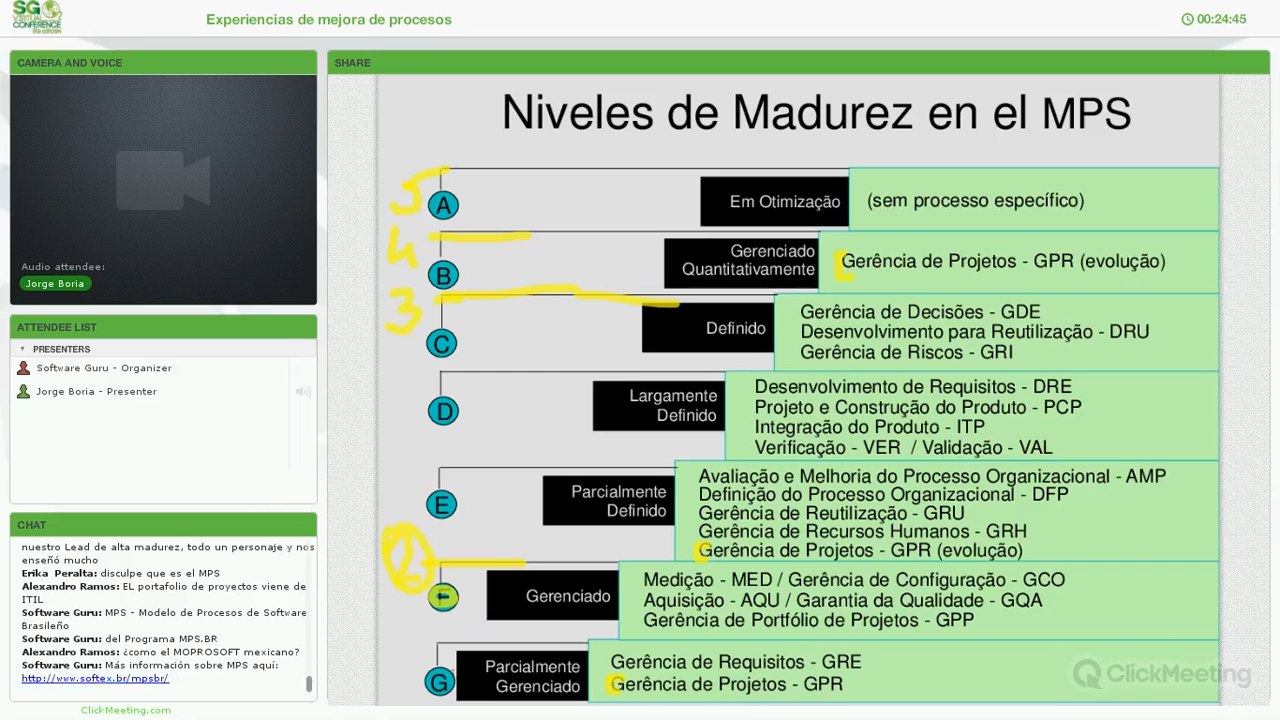 SG
VIRTUAL
CONFERENCE
Experiencias de mejora de procesos
00:24:45
CAMERA AND VOICE
Audio attendee:
Jorge Boria
ATTENDEE LIST
PRESENTERS
Software Guru - Organizer
Jorge Boria - Presenter
CHAT
nuestro Lead de alta madurez, todo un personaje y nos
enseñó mucho
Erika Peralta: disculpe que es el MPS
Alexandro Ramos: EL portafolio de proyectos viene de
ITIL
Software Guru: MPS - Modelo de Procesos de Software
Brasileño
Software Guru: del Programa MPS.BR
Alexandro Ramos: ¿como el MOPROSOFT mexicano?
Software Guru: Más información sobre MPS aquí:
http://www.softex.br/mpsbr/
ClickMeeting.com
SHARE
Niveles de Madurez en el MPS
5
A
Em Otimização
(sem processo específico)
4
B
Gerenciado
Quantitativamente
Gerência de Projetos - GPR (evolução)
3
C
Definido
Gerência de Decisões - GDE
Desenvolvimento para Reutilização - DRU
Gerência de Riscos - GRI
D
Largamente
Definido
Desenvolvimento de Requisitos - DRE
Projeto e Construção do Produto - PCP
Integração do Produto - ITP
Verificação - VER / Validação - VAL
E
Parcialmente
Definido
Avaliação e Melhoria do Processo Organizacional - AMP
Definição do Processo Organizacional - DFP
Gerência de Reutilização - GRU
Gerência de Recursos Humanos - GRH
Gerência de Projetos - GPR (evolução)
2
F
Gerenciado
Medição - MED / Gerência de Configuração - GCO
Aquisição - AQU / Garantia da Qualidade - GQA
Gerência de Portfólio de Projetos - GPP
G
Parcialmente
Gerenciado
Gerência de Requisitos - GRE
Gerência de Projetos - GPR
ClickMeeting